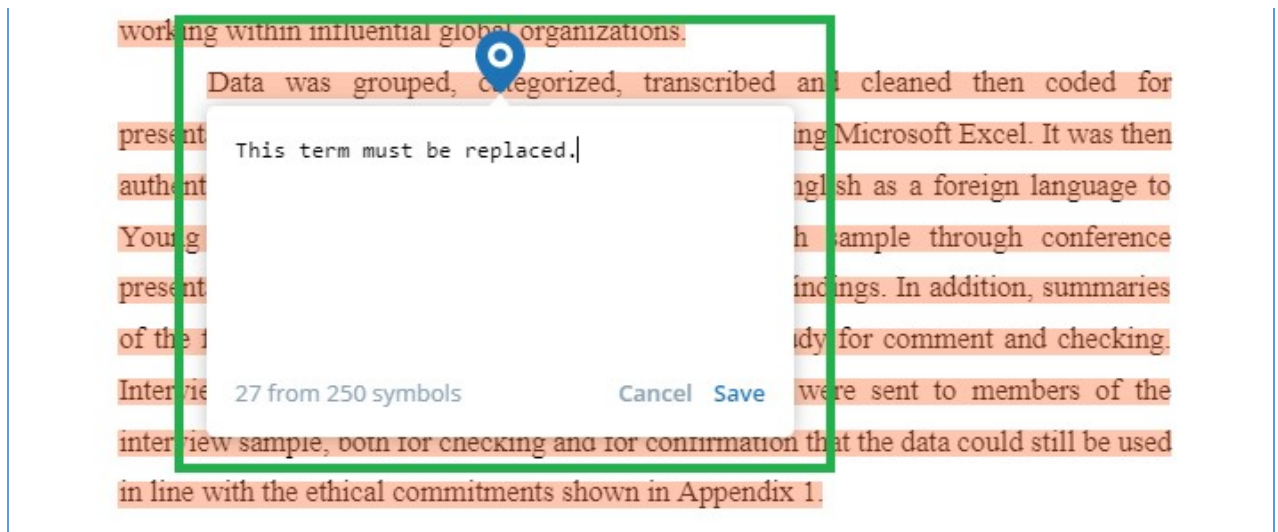 working within influential global organizations.
Data was grouped, categorized, transcribed and cleaned then coded for
present ing Microsoft Excel. It was then
This term must be replaced.
authent nglish as a foreign language to
Young h sample through conference
present indings. In addition, summaries
of the f udy for comment and checking.
Intervie were sent to members of the
27 from 250 symbols Cancel Save
interview sample, both for checking and for confirmation that the data could still be used
in line with the ethical commitments shown in Appendix 1.